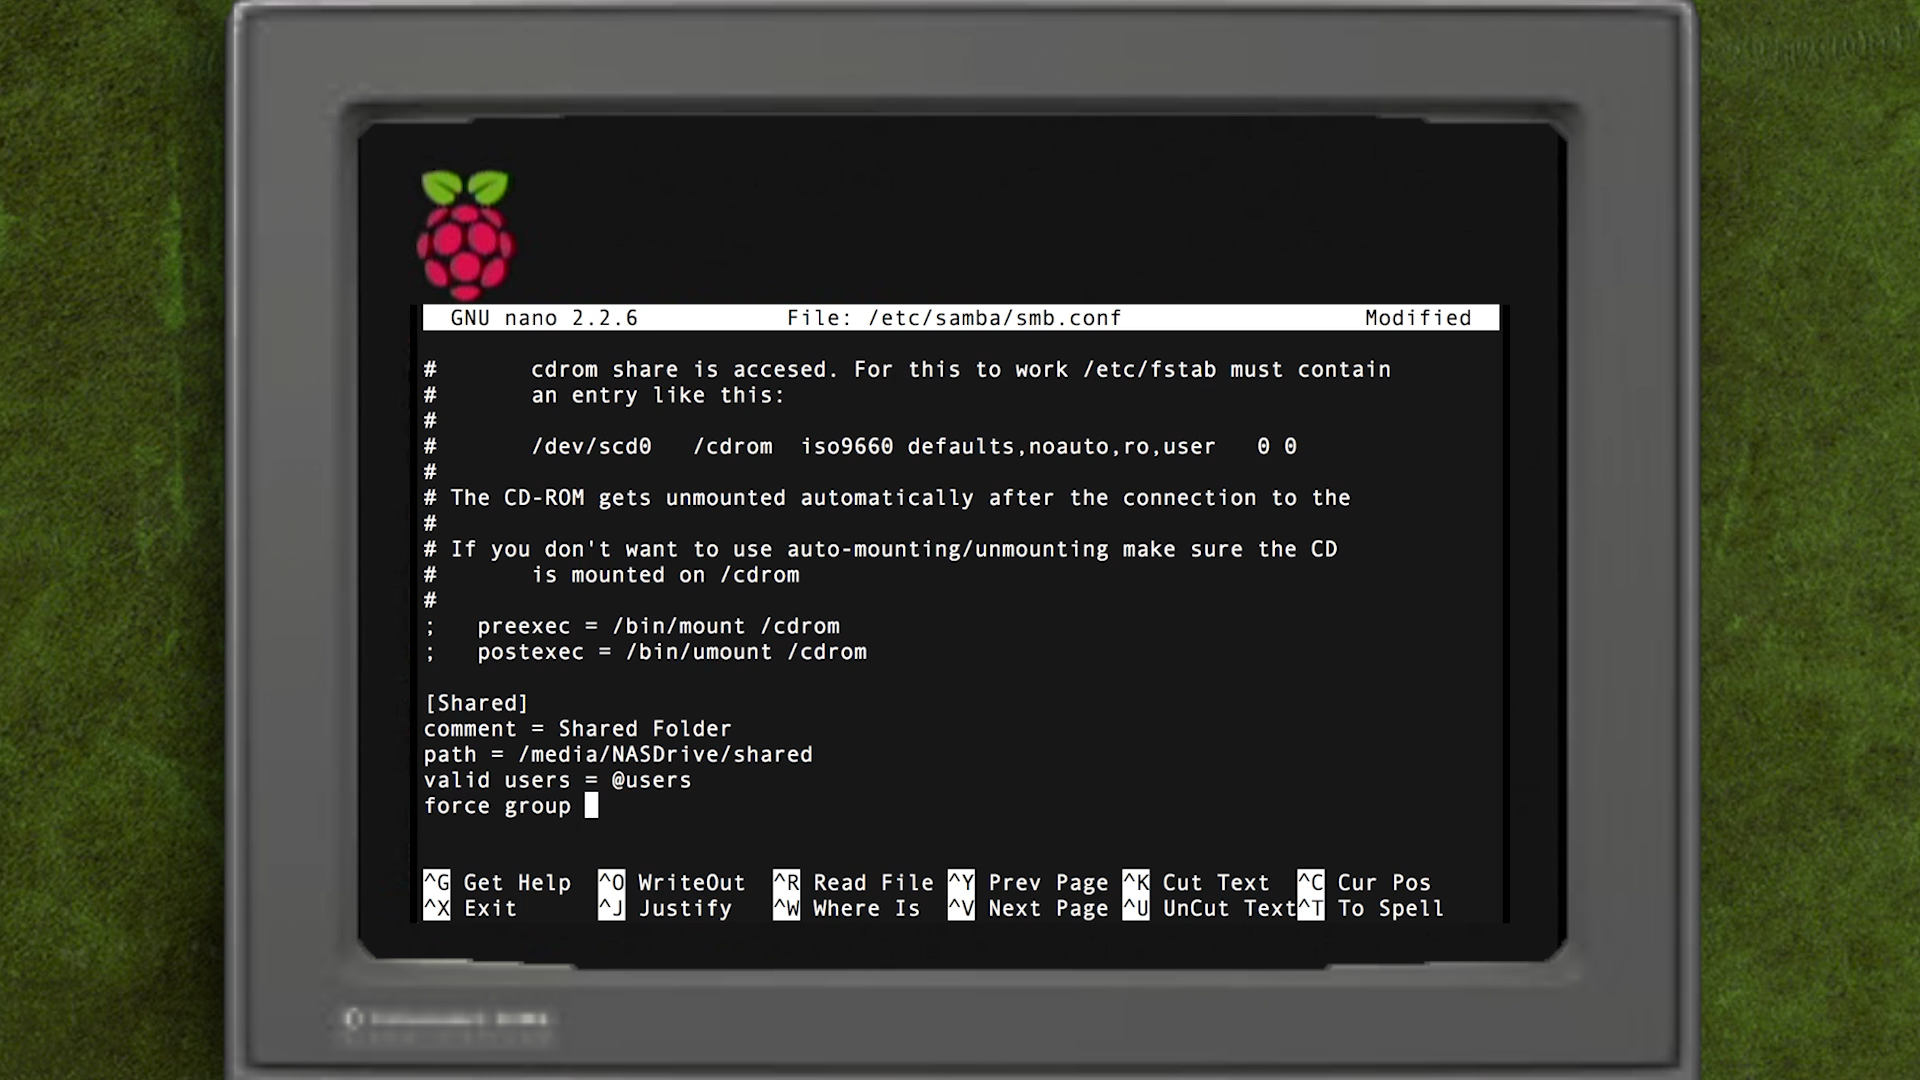 GNU nano 2.2.6 File: /etc/samba/smb.conf Modified
# cdrom share is accesed. For this to work /etc/fstab must contain
# an entry like this:
#
# /dev/scd0 /cdrom iso9660 defaults,noauto,ro,user 0 0
#
# The CD-ROM gets unmounted automatically after the connection to the
#
# If you don't want to use auto-mounting/unmounting make sure the CD
# is mounted on /cdrom
#
; preexec = /bin/mount /cdrom
; postexec = /bin/umount /cdrom
[Shared]
comment = Shared Folder
path = /media/NASDrive/shared
valid users = @users
force group
^G Get Help ^O WriteOut ^R Read File ^Y Prev Page ^K Cut Text ^C Cur Pos
^X Exit ^J Justify ^W Where Is ^V Next Page ^U UnCut Text ^T To Spell